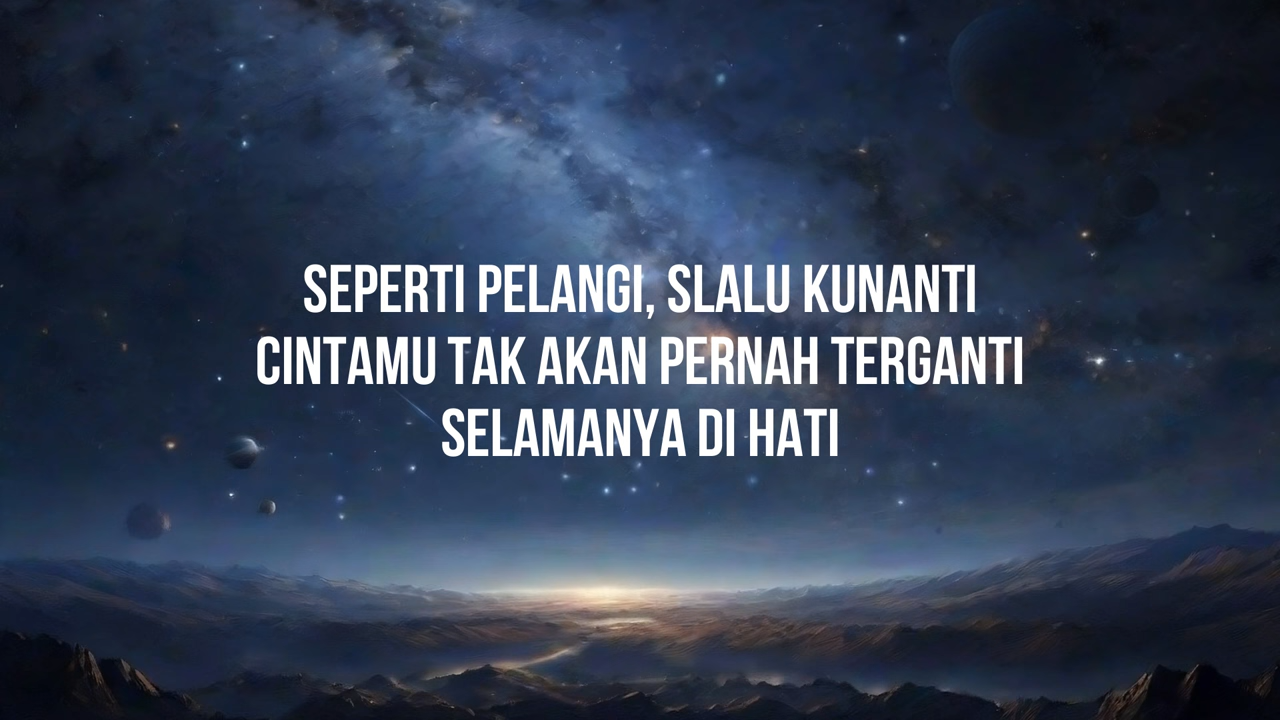 SEPERTI PELANGI, SLALU KUNANTI
CINTAMU TAK AKAN PERNAH TERGANTI
SELAMANYA DI HATI